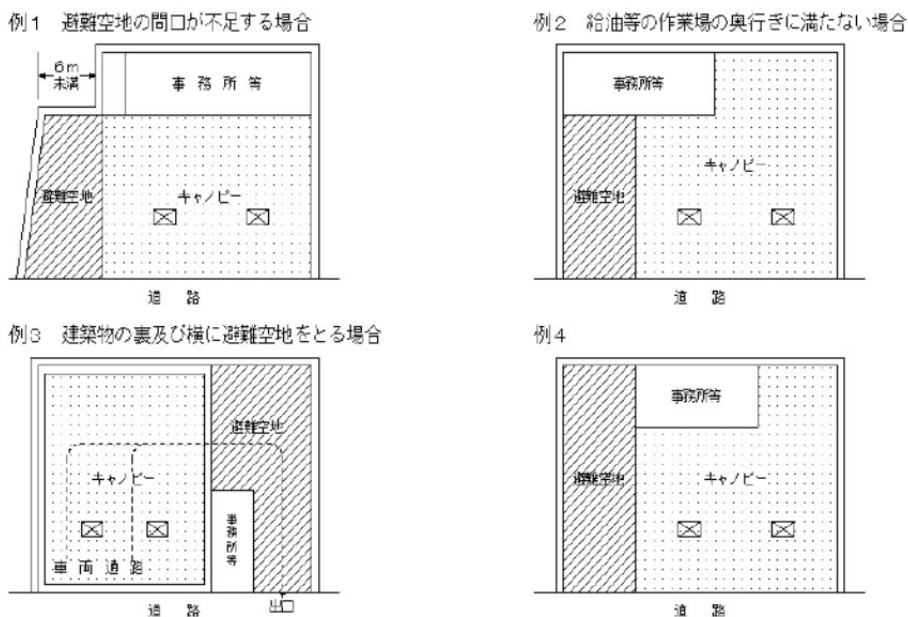 例1 避難空地の間口が不足する場合
6m
未満
事務所等
避難空地
キャノピー
道路
例2 給油等の作業場の奥行きに満たない場合
事務所等
キャノピー
避難空地
道路
例3 建築物の裏及び横に避難空地をとる場合
避難空地
キャノピー
事務所等
車両通路
道路
出口
例4
事務所等
避難空地
キャノピー
道路